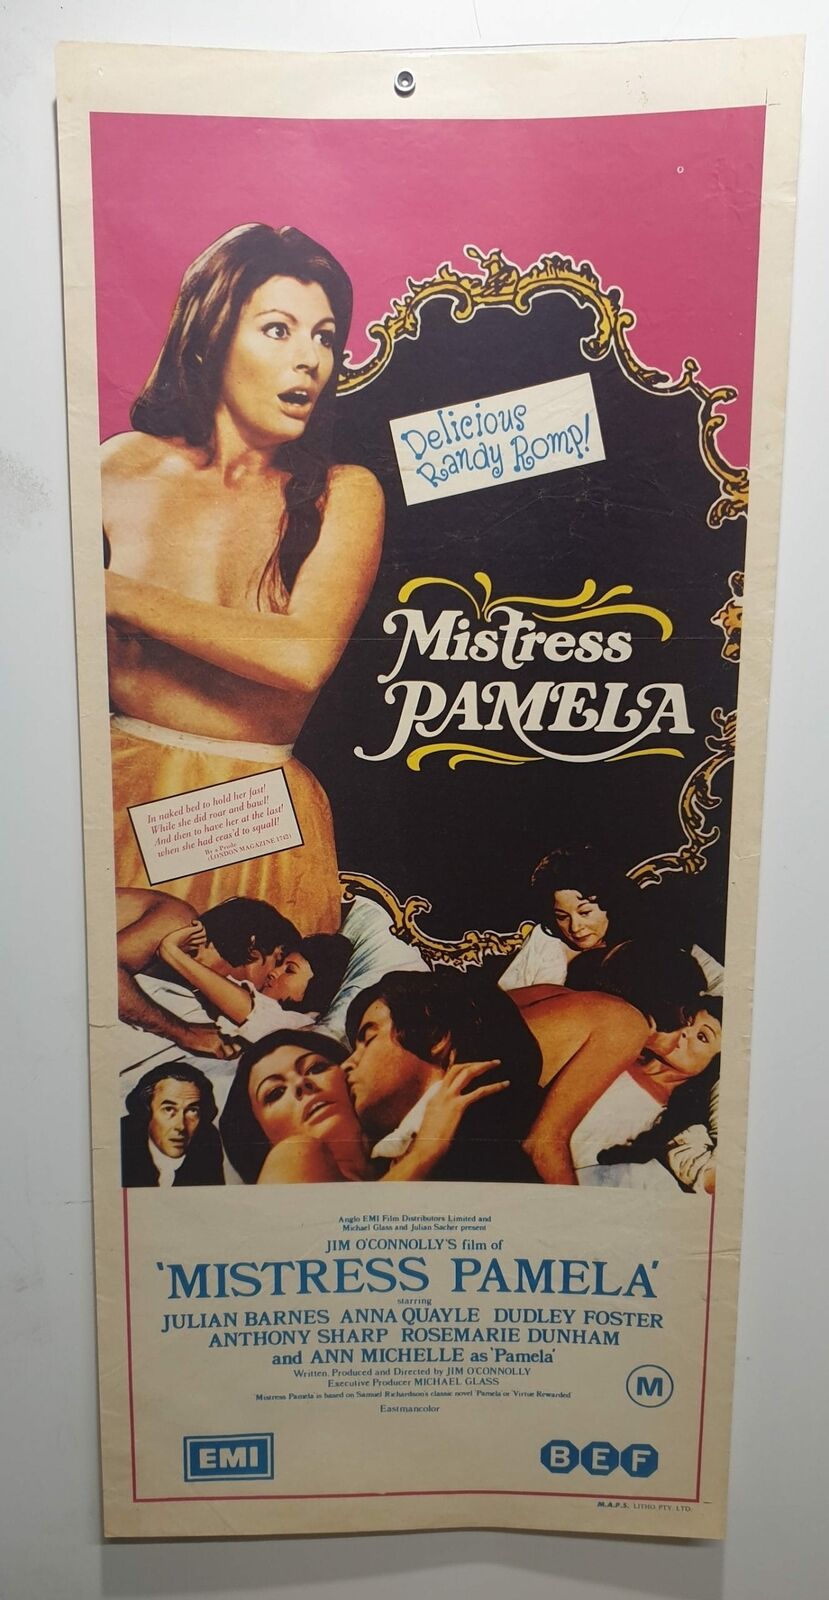 Delicious
Randy Romp!
Mistress
PAMELA
In naked bed to hold her fast!
While she did roar and bawl!
And then to have her at the last!
when she had ceas'd to squall!
(LONDON MAGAZINE 1742)
Anglo EMI Film Distributors Limited and
Michael Glass and Julian Sacher present
JIM O'CONNOLLY'S film of
'MISTRESS PAMELA'
starring
JULIAN BARNES ANNA QUAYLE DUDLEY FOSTER
ANTHONY SHARP ROSEMARIE DUNHAM
and ANN MICHELLE as 'Pamela'
Written, Produced and Directed by JIM O'CONNOLLY
Executive Producer MICHAEL GLASS
'Mistress Pamela' is based on Samuel Richardson's classic novel 'Pamela or Virtue Rewarded
Eastmancolor
M
EMI
BEF
M.A.P.S. LITHO. PTY. LTD.